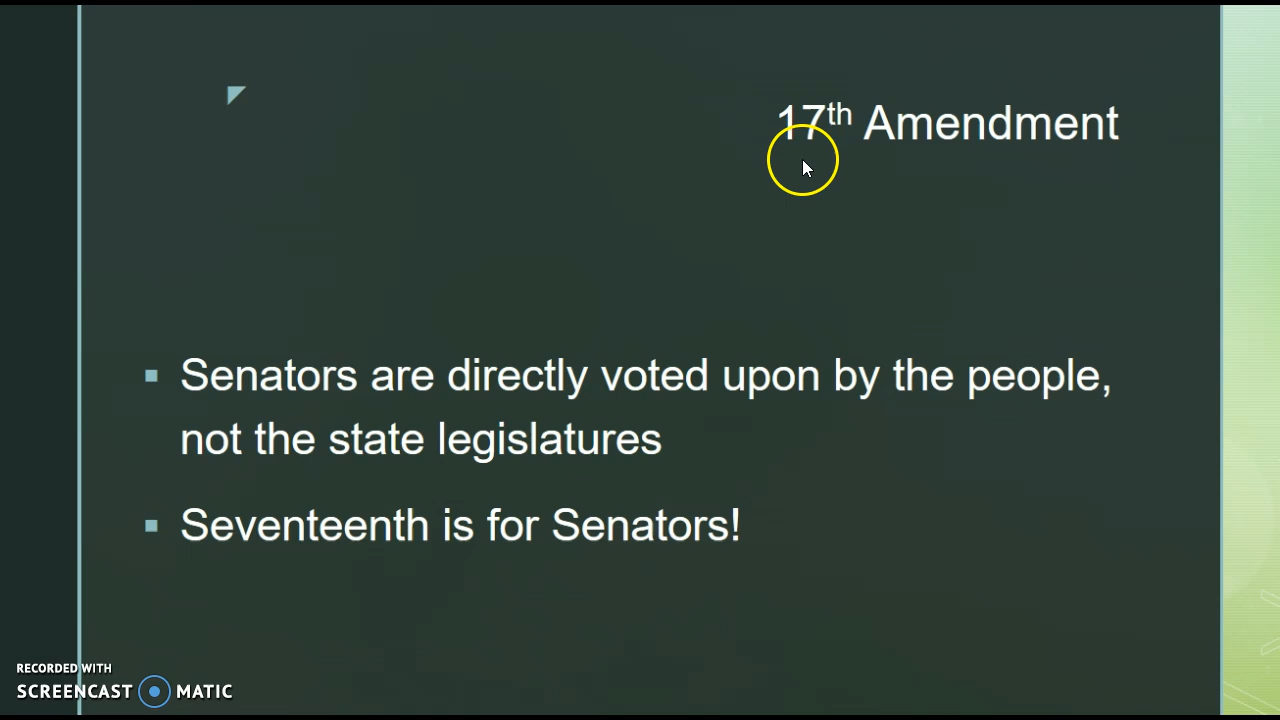 17th Amendment
▪ Senators are directly voted upon by the people,
not the state legislatures
▪ Seventeenth is for Senators!
RECORDED WITH
SCREENCAST MATIC